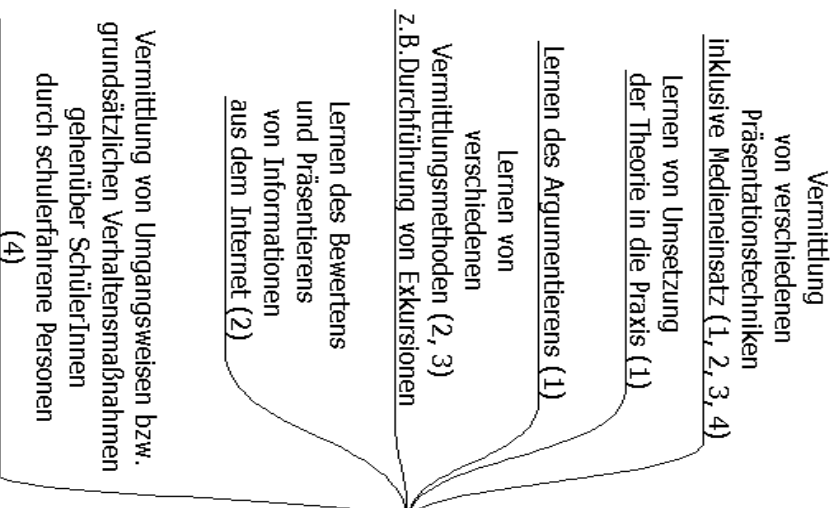 Vermittlung
von verschiedenen
Präsentationstechniken
inklusive Medieneinsatz (1, 2, 3, 4)
Lernen von Umsetzung
der Theorie in die Praxis (1)
Lernen des Argumentierens (1)
Lernen von
verschiedenen
Vermittlungsmethoden (2, 3)
z.B.Durchführung von Exkursionen
Lernen des Bewertens
und Präsentierens
von Informationen
aus dem Internet (2)
Vermittlung von Umgangsweisen bzw.
grundsätzlichen Verhaltensmaßnahmen
gehenüber SchülerInnen
durch schulerfahrene Personen
(4)